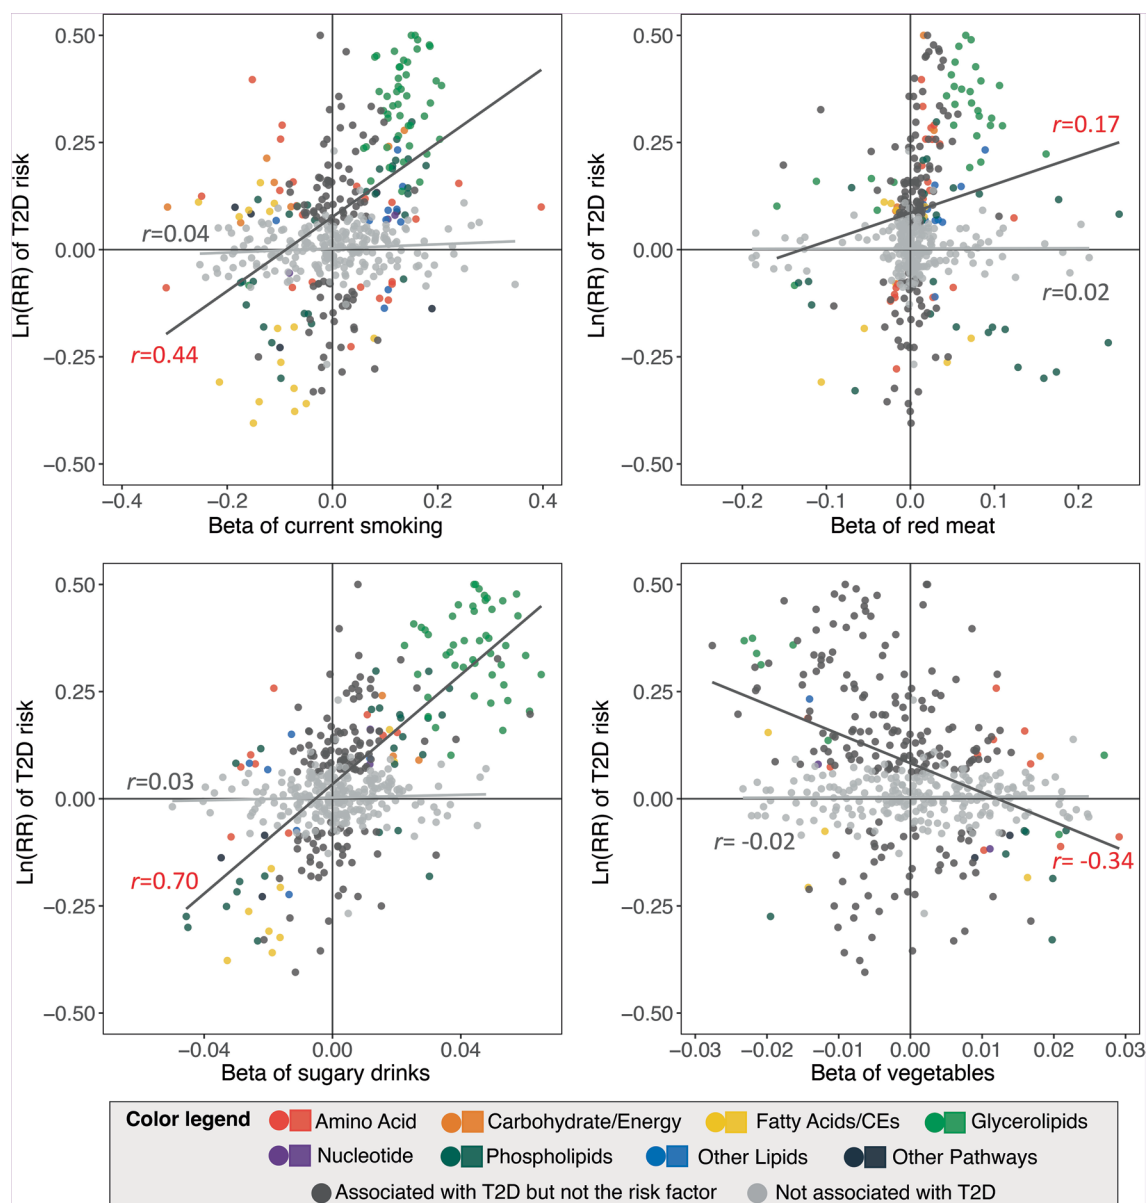 0.50
0.25
0.00
−0.25
−0.50
Ln(RR) of T2D risk
r=0.04
r=0.44
−0.4
−0.2
0.0
0.2
0.4
Beta of current smoking
0.50
0.25
0.00
−0.25
−0.50
Ln(RR) of T2D risk
r=0.17
r=0.02
−0.2
−0.1
0.0
0.1
0.2
Beta of red meat
0.50
0.25
0.00
−0.25
−0.50
Ln(RR) of T2D risk
r=0.03
r=0.70
−0.04
0.00
0.04
Beta of sugary drinks
0.50
0.25
0.00
−0.25
−0.50
Ln(RR) of T2D risk
r= -0.02
r= -0.34
−0.03
−0.02
−0.01
0.00
0.01
0.02
0.03
Beta of vegetables
Color legend
Amino Acid
Carbohydrate/Energy
Fatty Acids/CEs
Glycerolipids
Nucleotide
Phospholipids
Other Lipids
Other Pathways
Associated with T2D but not the risk factor
Not associated with T2D